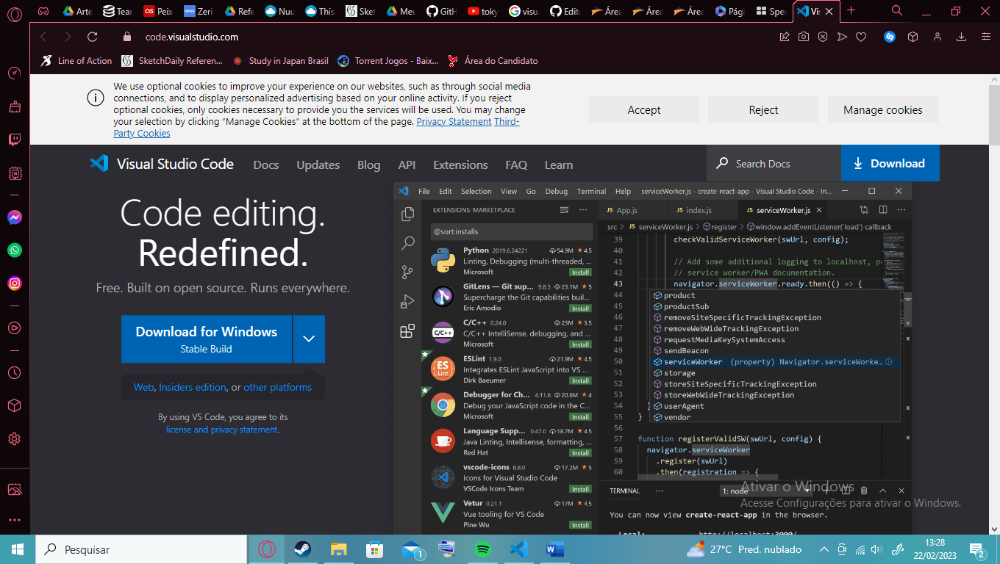 Arte
Tear
Peix
Zeri
Refe
Nuu
This
Sket
Meu
GitH
toky
visu
Edite
Área
Área
Área
Pági
Spec
Vis
code.visualstudio.com
Line of Action
SketchDaily Referen...
Study in Japan Brasil
Torrent Jogos - Baix...
Área do Candidato
We use optional cookies to improve your experience on our websites, such as through social media
connections, and to display personalized advertising based on your online activity. If you reject
optional cookies, only cookies necessary to provide you the services will be used. You may change
your selection by clicking “Manage Cookies” at the bottom of the page. Privacy Statement Third-
Party Cookies
Accept
Reject
Manage cookies
Visual Studio Code
Docs
Updates
Blog
API
Extensions
FAQ
Learn
Search Docs
Download
Code editing.
Redefined.
Free. Built on open source. Runs everywhere.
Download for Windows
Stable Build
Web, Insiders edition, or other platforms
By using VS Code, you agree to its
license and privacy statement.
File Edit Selection View Go Debug Terminal Help serviceWorker.js - create-react-app - Visual Studio Code - In...
EXTENSIONS: MARKETPLACE
@sort:installs
Python 2019.6.24221 54.9M 4.5
Linting, Debugging (multi-threaded, ...
Microsoft Install
GitLens — Git sup... 9.8.5 23.1M 5
Supercharge the Git capabilities buil...
Eric Amodio Install
C/C++ 0.24.0 23M 3.5
C/C++ IntelliSense, debugging, and ...
Microsoft Install
ESLint 1.9.0 21.9M 4.5
Integrates ESLint JavaScript into VS ...
Dirk Baeumer Install
Debugger for Ch... 4.11.6 20.6M 4
Debug your JavaScript code in the C...
Microsoft Install
Language Supp... 0.47.0 18.7M 4.5
Java Linting, Intellisense, formatting, ...
Red Hat Install
vscode-icons 8.8.0 17.2M 5
Icons for Visual Studio Code
VSCode Icons Team Install
Vetur 0.21.1 17M 4.5
Vue tooling for VS Code
Pine Wu Install
JS App.js JS index.js JS serviceWorker.js
src > JS serviceWorker.js > register > window.addEventListener('load') callback
39 checkValidServiceWorker(swUrl, config);
40
41 // Add some additional logging to localhost, po
42 // service worker/PWA documentation.
43 navigator.serviceWorker.ready.then(() => {
44 product
45 productSub
46 removeSiteSpecificTrackingException
47 removeWebWideTrackingException
48 requestMediaKeySystemAccess
49 sendBeacon
50 serviceWorker (property) Navigator.serviceWorke...
51 storage
52 storeSiteSpecificTrackingException
53 storeWebWideTrackingException
54 } userAgent
55 } vendor
56
57 function registerValidSW(swUrl, config) {
58 navigator.serviceWorker
59 .register(swUrl)
60 .then(registration => {
TERMINAL ... 1: node
You can now view create-react-app in the browser.
Local: http://localhost:3000/
Ativar o Windows
Acesse Configurações para ativar o Windows.
Pesquisar
1
27°C Pred. nublado
13:28
22/02/2023
2